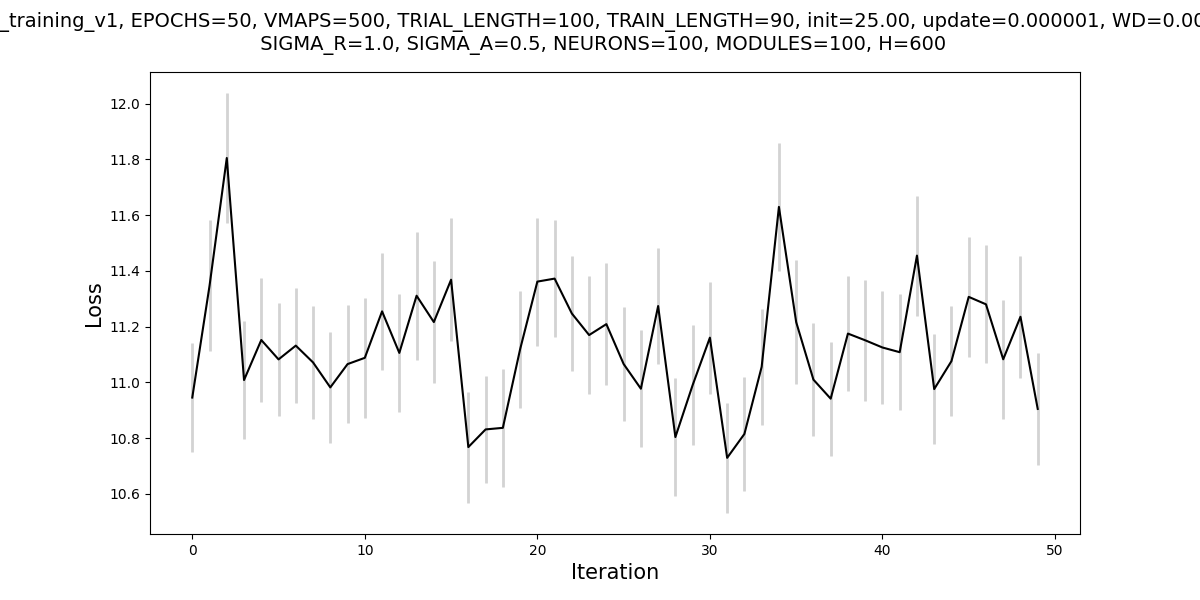 _training_v1, EPOCHS=50, VMAPS=500, TRIAL_LENGTH=100, TRAIN_LENGTH=90, init=25.00, update=0.000001, WD=0.00
SIGMA_R=1.0, SIGMA_A=0.5, NEURONS=100, MODULES=100, H=600
12.0
11.8
11.6
11.4
11.2
11.0
10.8
10.6
Loss
0 10 20 30 40 50
Iteration